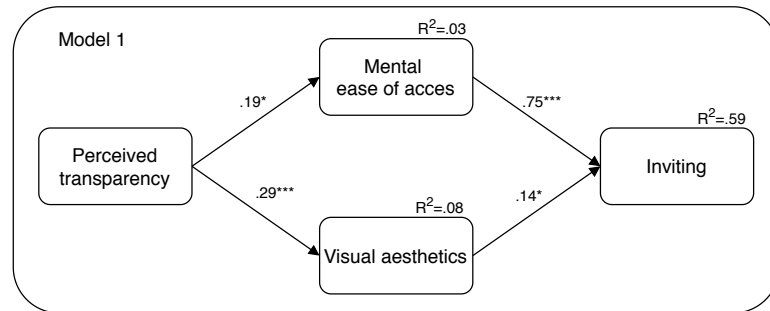 Model 1
R²=.03
Mental
ease of acces
.19*
.75***
R²=.59
Perceived
transparency
Inviting
.29***
.14*
R²=.08
Visual aesthetics